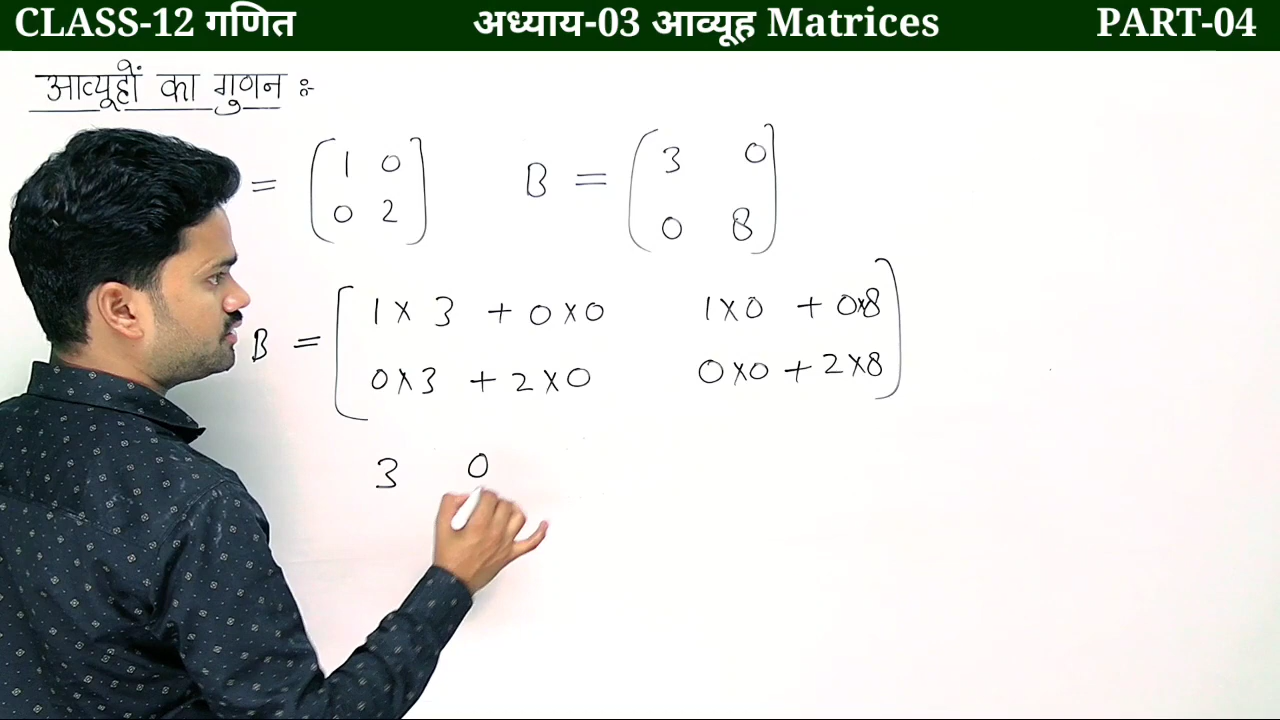 CLASS-12 गणित अध्याय-03 आव्यूह Matrices PART-04
आव्यूहों का गुणन :-
= [1 0 B = [3 0
0 2] 0 8]
B = [1 × 3 + 0 × 0 1 × 0 + 0×8
0 × 3 + 2 × 0 0 × 0 + 2 × 8]
3 0